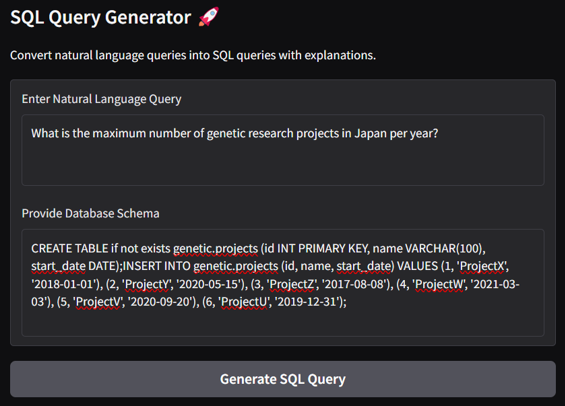 SQL Query Generator 🚀
Convert natural language queries into SQL queries with explanations.
Enter Natural Language Query
What is the maximum number of genetic research projects in Japan per year?
Provide Database Schema
CREATE TABLE if not exists genetic.projects (id INT PRIMARY KEY, name VARCHAR(100),
start_date DATE);INSERT INTO genetic.projects (id, name, start_date) VALUES (1, 'ProjectX',
'2018-01-01'), (2, 'ProjectY', '2020-05-15'), (3, 'ProjectZ', '2017-08-08'), (4, 'ProjectW', '2021-03-
03'), (5, 'ProjectV', '2020-09-20'), (6, 'ProjectU', '2019-12-31');
Generate SQL Query